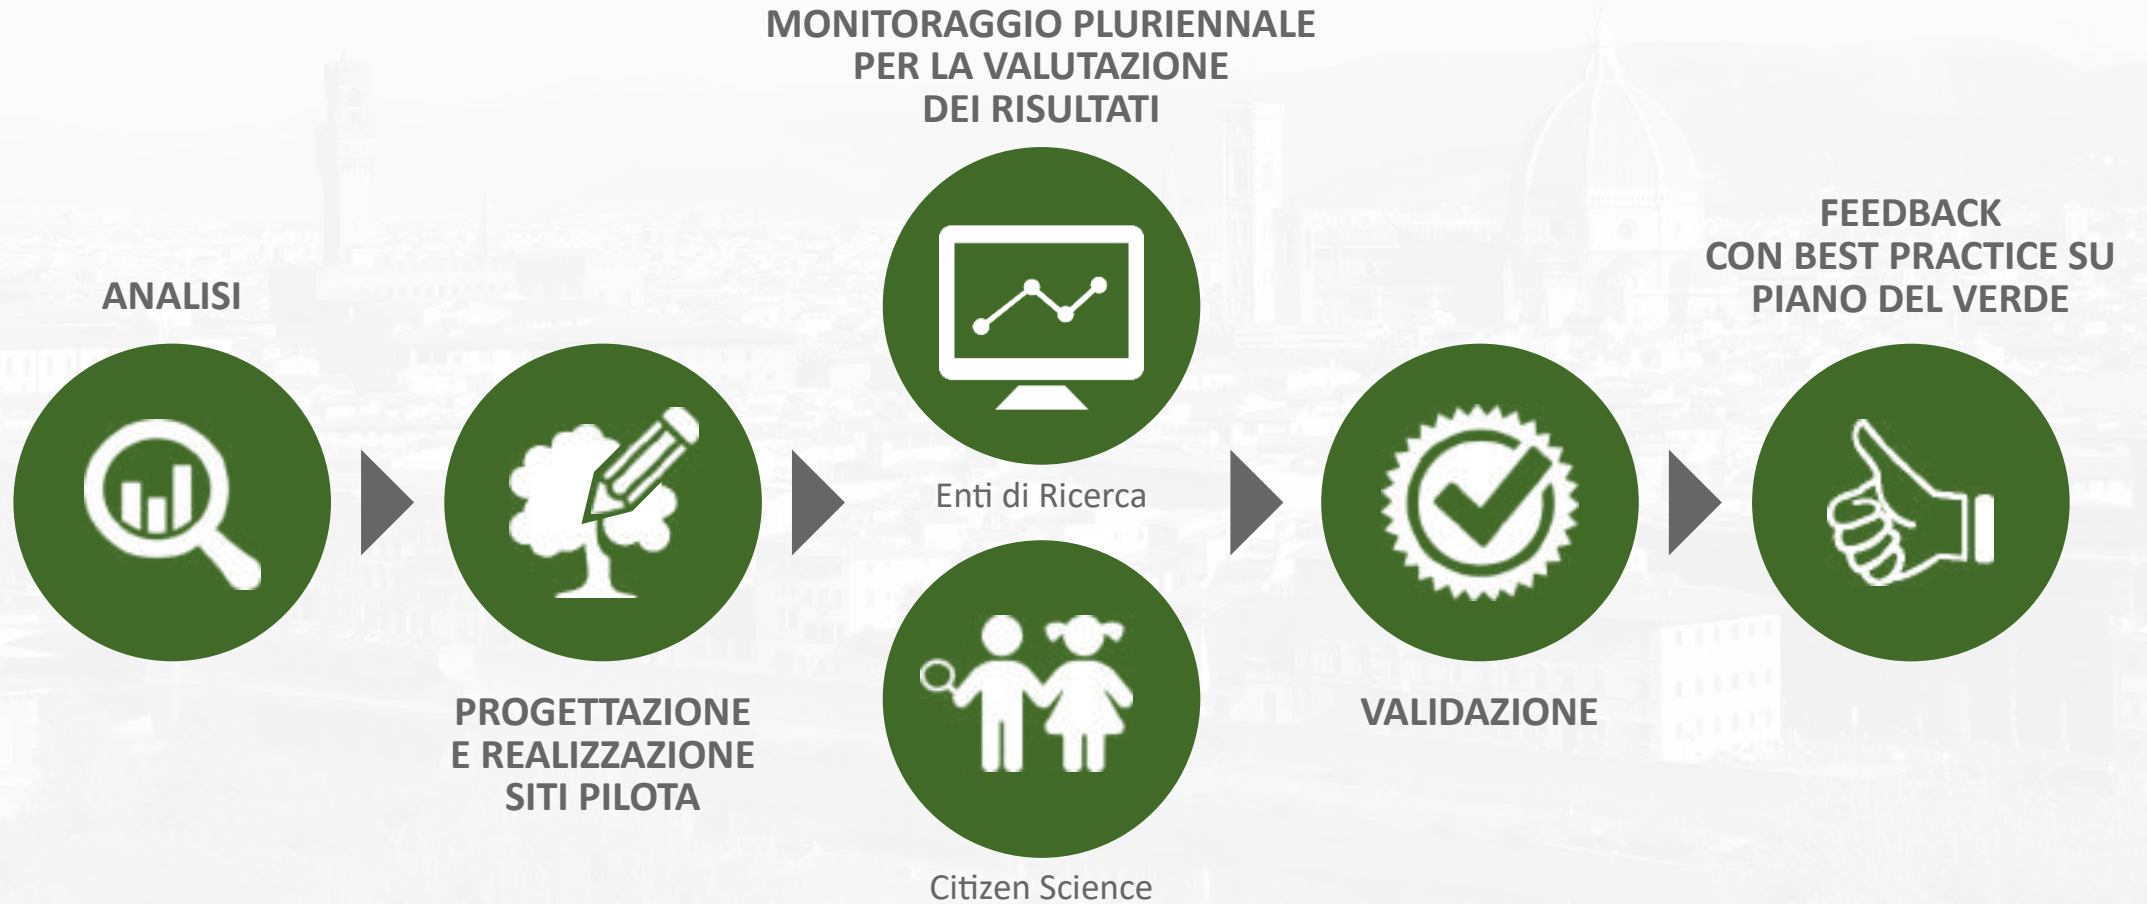 ANALISI
PROGETTAZIONE
E REALIZZAZIONE
SITI PILOTA
MONITORAGGIO PLURIENNALE
PER LA VALUTAZIONE
DEI RISULTATI
Enti di Ricerca
Citizen Science
VALIDAZIONE
FEEDBACK
CON BEST PRACTICE SU
PIANO DEL VERDE